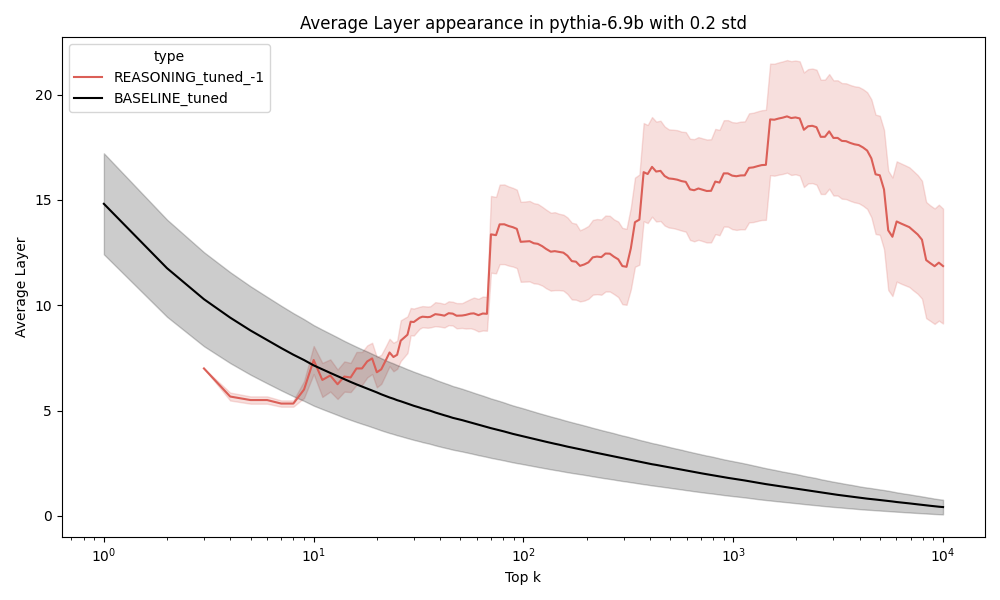 Average Layer appearance in pythia-6.9b with 0.2 std
type
REASONING_tuned_-1
BASELINE_tuned
Average Layer
20
15
10
5
0
10^0
10^1
10^2
10^3
10^4
Top k